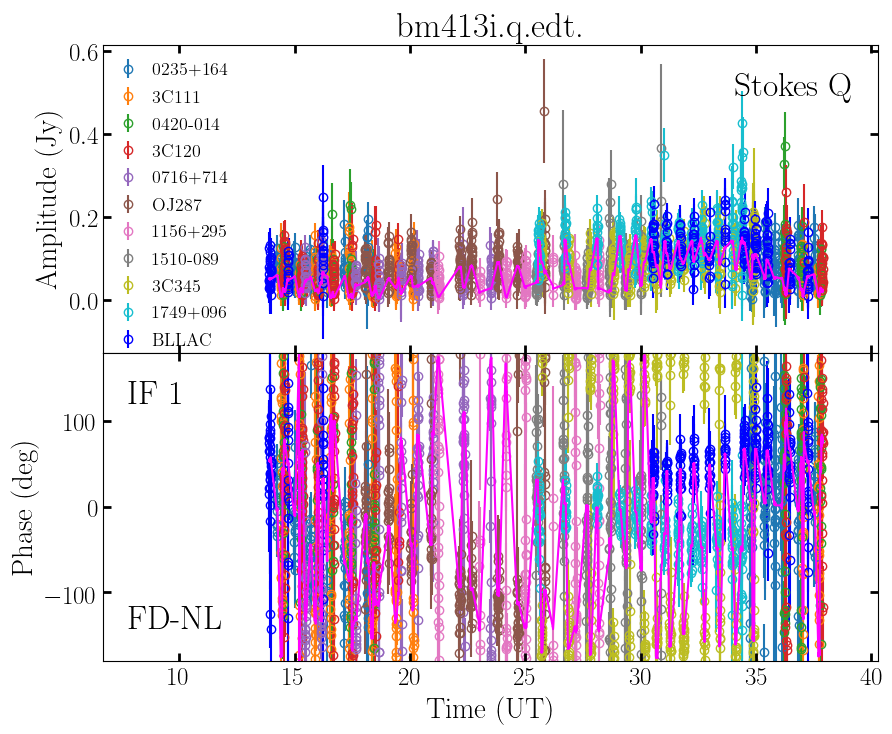 bm413i.q.edt.
Amplitude (Jy)
0.6
0.4
0.2
0.0
0235+164
3C111
0420-014
3C120
0716+714
OJ287
1156+295
1510-089
3C345
1749+096
BLLAC
Stokes Q
Phase (deg)
100
0
−100
IF 1
FD-NL
10 15 20 25 30 35 40
Time (UT)